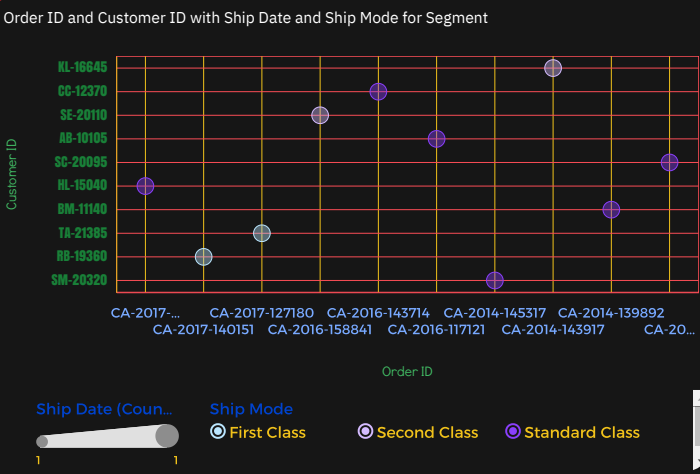 Order ID and Customer ID with Ship Date and Ship Mode for Segment
Customer ID
KL-16645
CC-12370
SE-20110
AB-10105
SC-20095
HL-15040
BM-11140
TA-21385
RB-19360
SM-20320
CA-2017-...
CA-2017-140151
CA-2017-127180
CA-2016-158841
CA-2016-143714
CA-2016-117121
CA-2014-145317
CA-2014-143917
CA-2014-139892
CA-20...
Order ID
Ship Date (Coun...
1 1
Ship Mode
First Class
Second Class
Standard Class